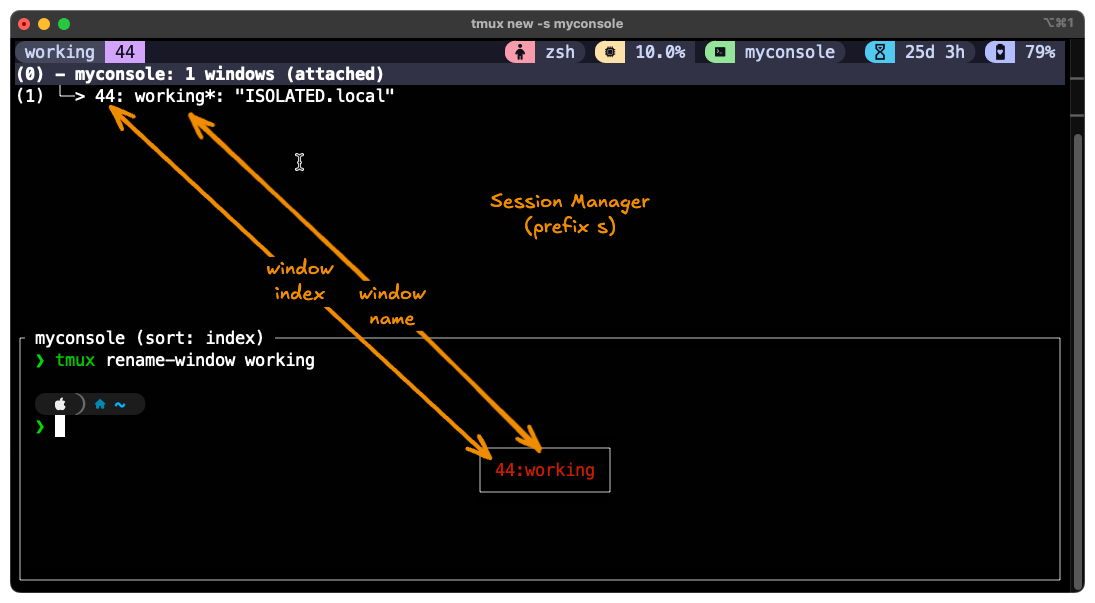 tmux new -s myconsole
⌥⌘1
working 44 zsh 10.0% myconsole 25d 3h 79%
(0) - myconsole: 1 windows (attached)
(1) └─> 44: working*: "ISOLATED.local"
Session Manager
(prefix s)
window
index
window
name
myconsole (sort: index)
❯ tmux rename-window working
~
❯
44:working